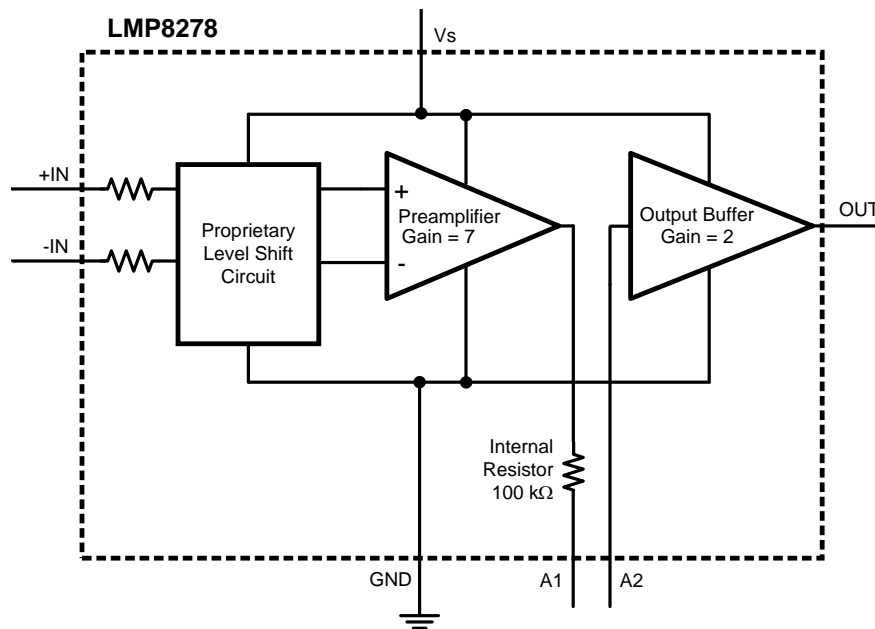 LMP8278
Vs
+IN
-IN
Proprietary
Level Shift
Circuit
+
-
Preamplifier
Gain = 7
Output Buffer
Gain = 2
OUT
Internal
Resistor
100 kΩ
GND
A1
A2